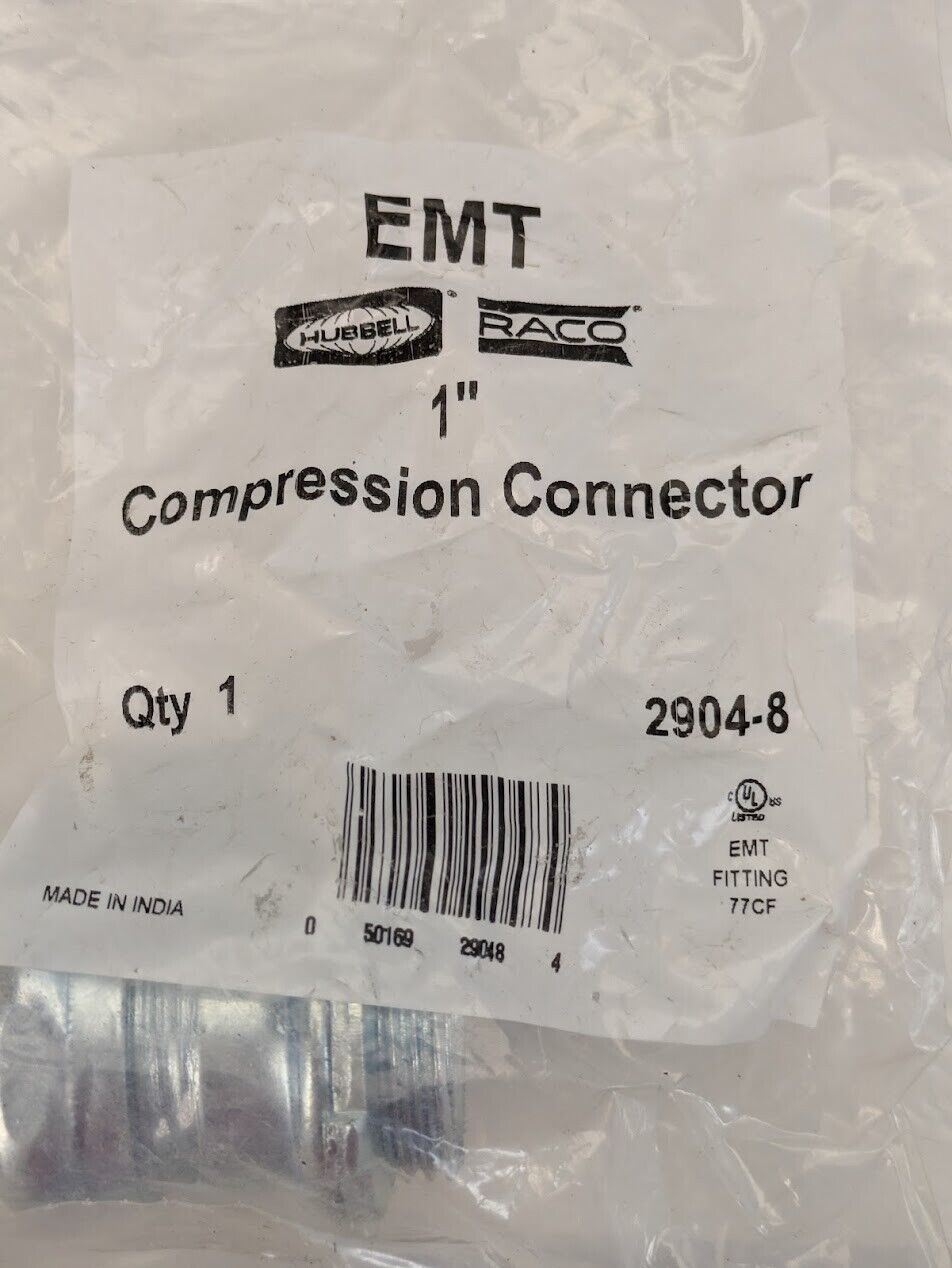 EMT
HUBBELL ® RACO ®
1"
Compression Connector
Qty 1
2904-8
C UL US
LISTED
EMT
FITTING
77CF
MADE IN INDIA
0 50169 29048 4